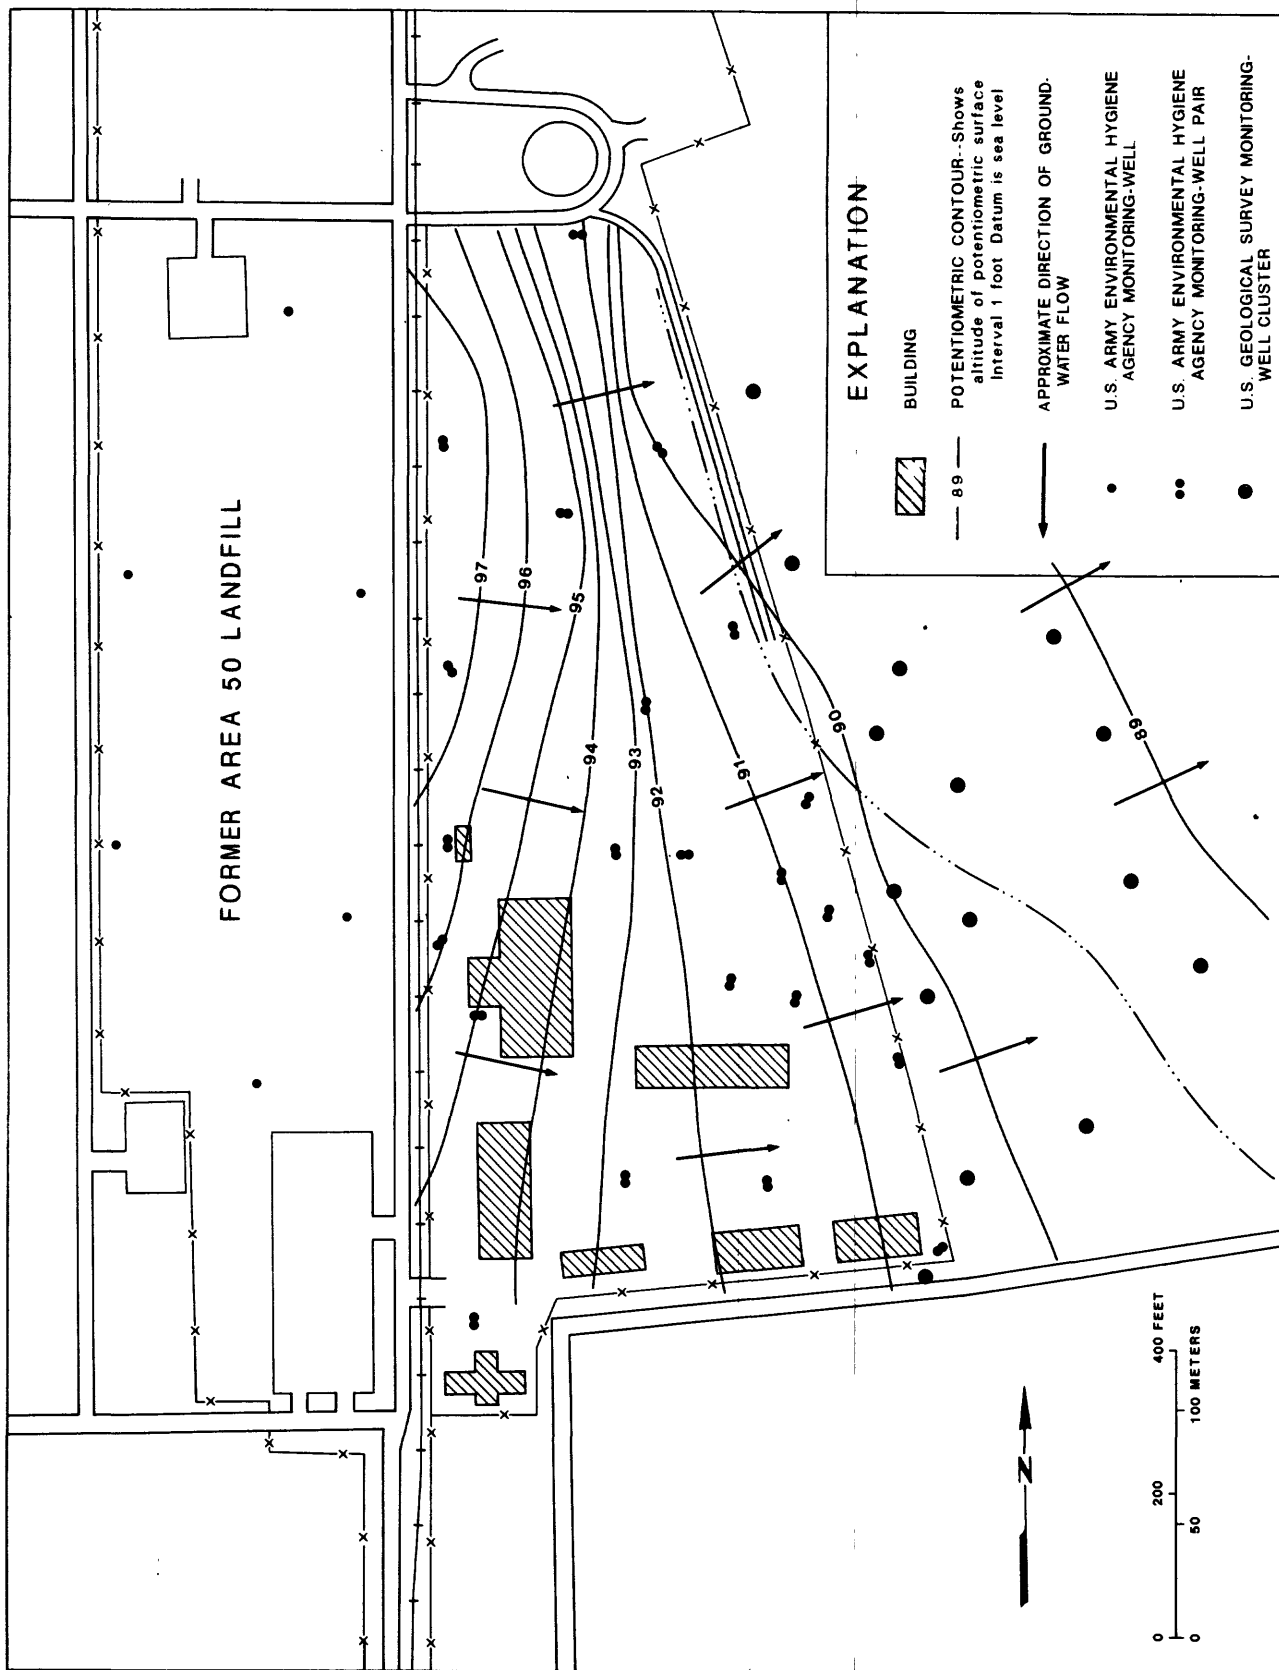 FORMER AREA 50 LANDFILL
97
96
95
94
93
92
91
90
89
EXPLANATION
BUILDING
89
POTENTIOMETRIC CONTOUR--Shows
altitude of potentiometric surface
Interval 1 foot Datum is sea level
APPROXIMATE DIRECTION OF GROUND-
WATER FLOW
U.S. ARMY ENVIRONMENTAL HYGIENE
AGENCY MONITORING-WELL
U.S. ARMY ENVIRONMENTAL HYGIENE
AGENCY MONITORING-WELL PAIR
U.S. GEOLOGICAL SURVEY MONITORING-
WELL CLUSTER
N
0 200 400 FEET
0 50 100 METERS